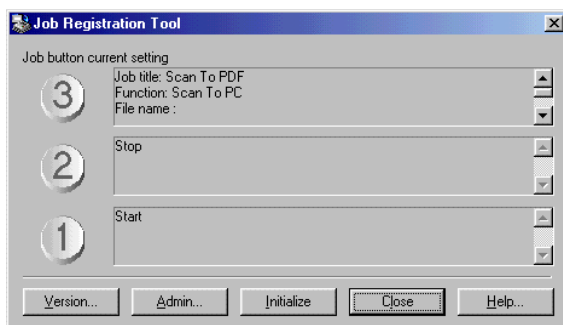 Job Registration Tool
Job button current setting
3
Job title: Scan To PDF
Function: Scan To PC
File name :
2
Stop
1
Start
Version... Admin... Initialize Close Help...